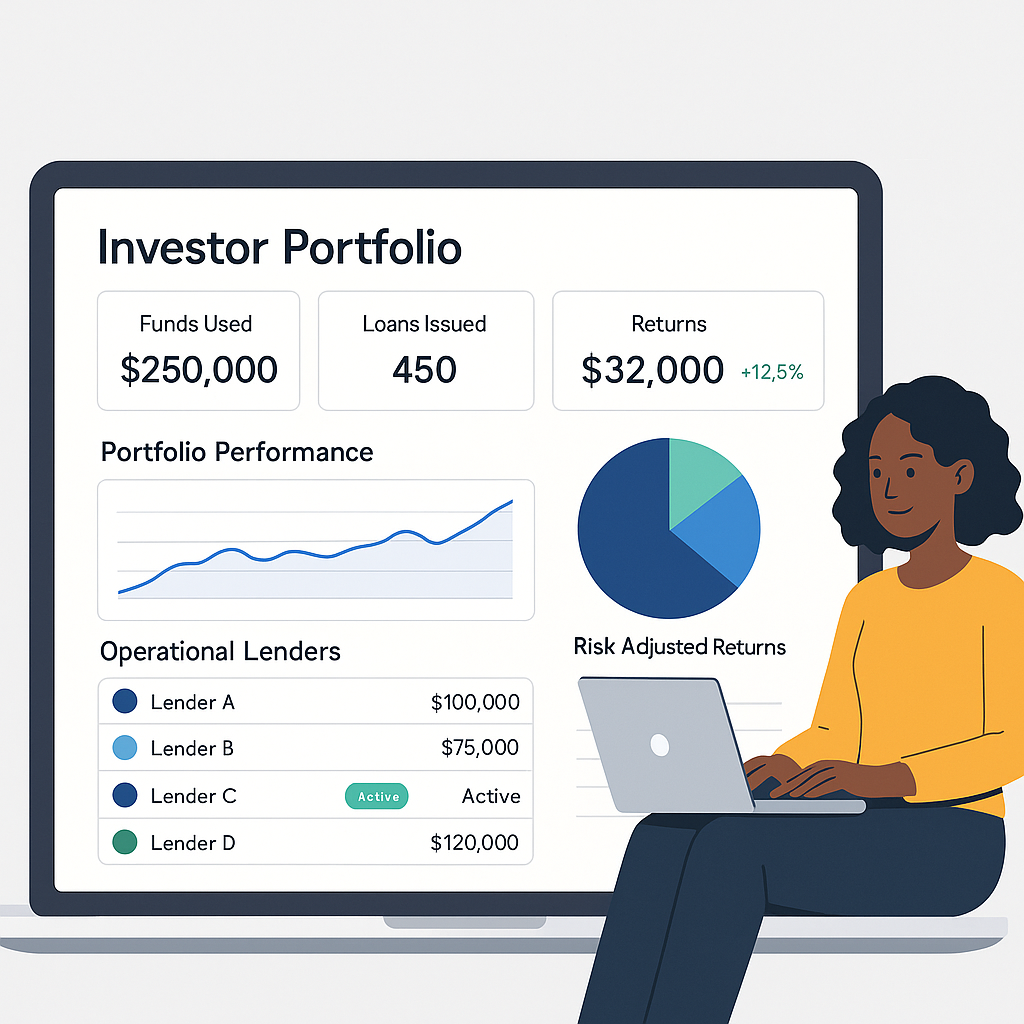 Investor Portfolio
Funds Used
$250,000
Loans Issued
450
Returns
$32,000 +12,5%
Portfolio Performance
Risk Adjusted Returns
Operational Lenders
Lender A $100,000
Lender B $75,000
Lender C Active Active
Lender D $120,000